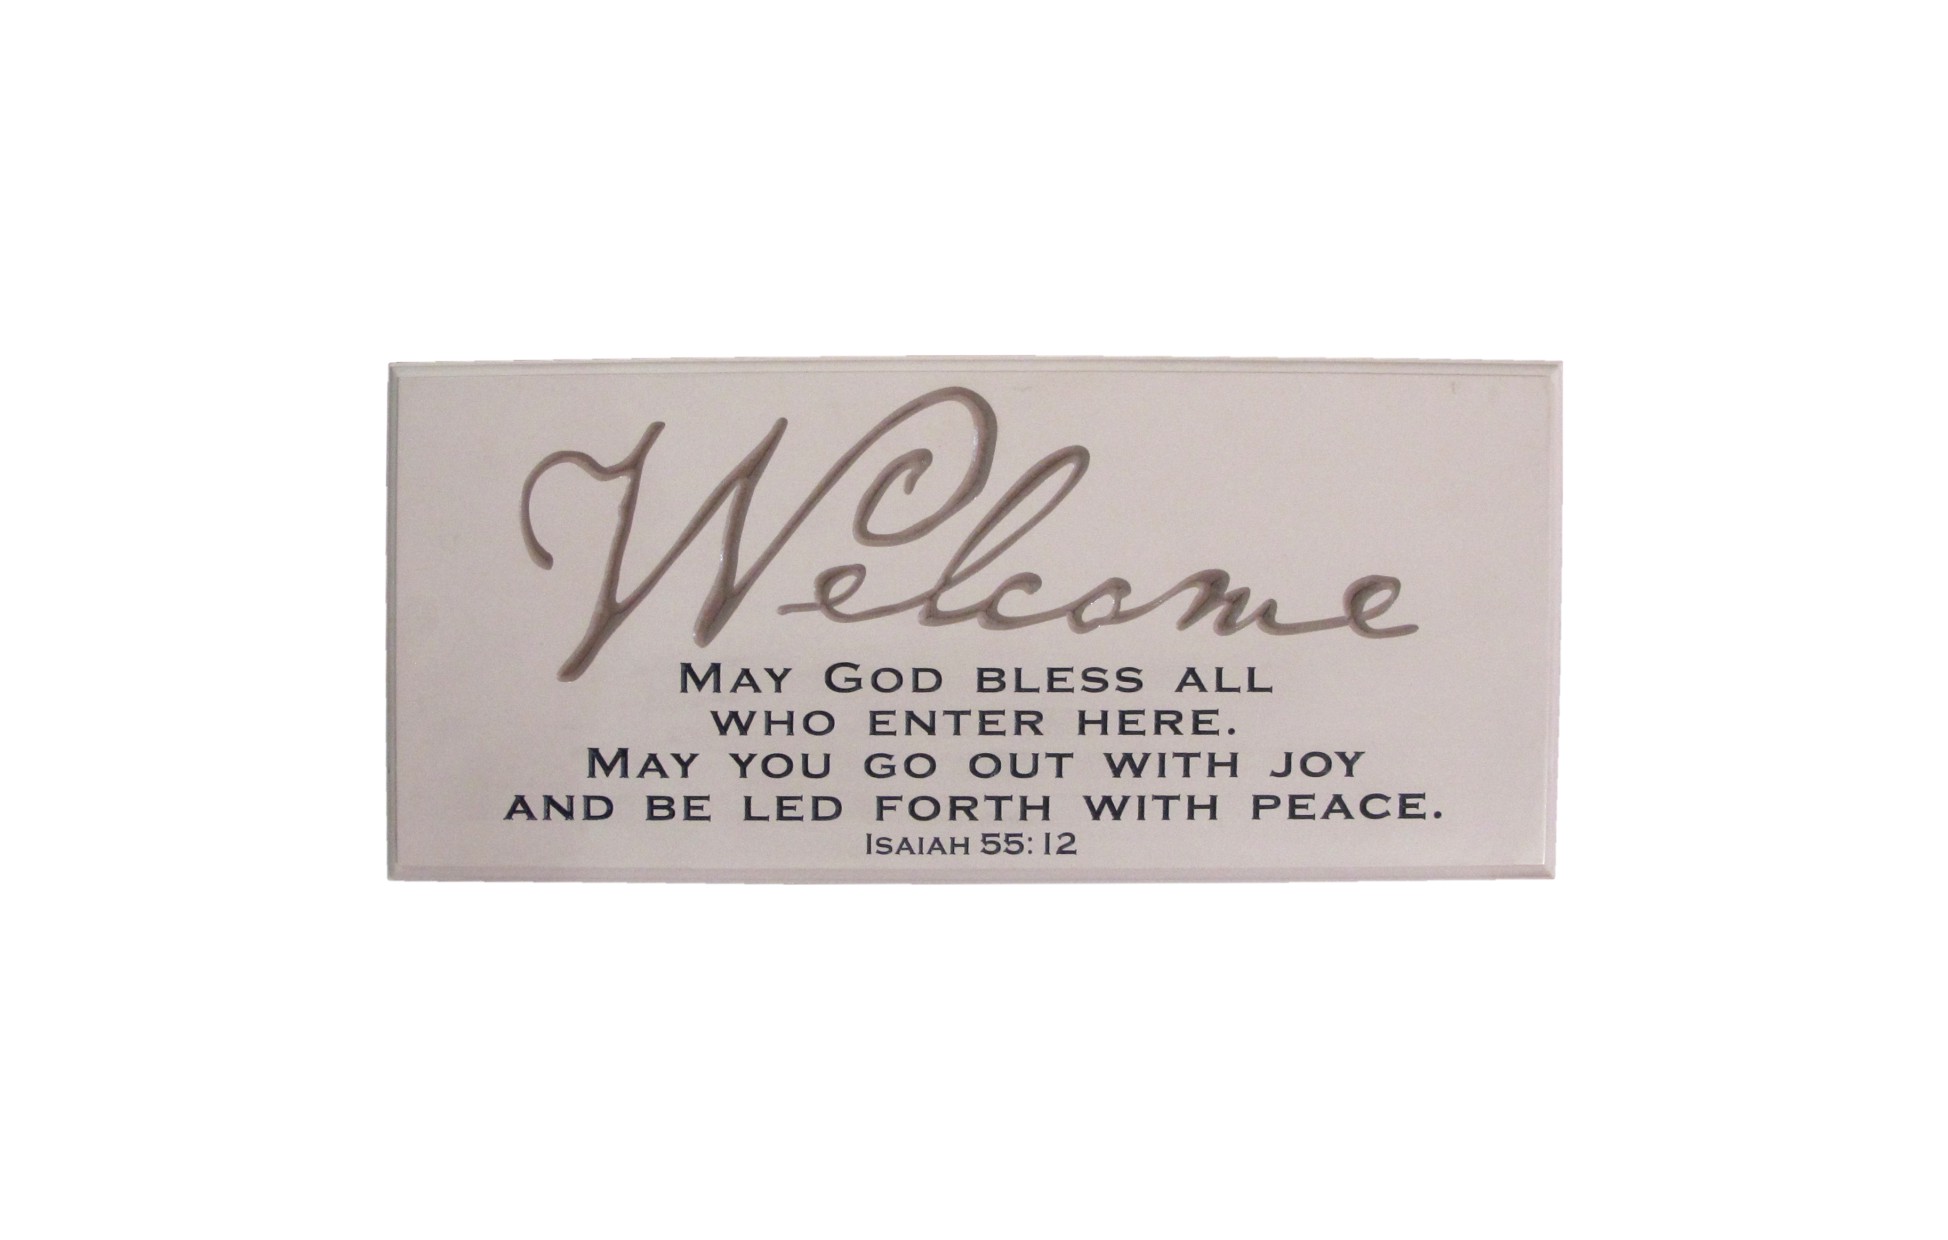 Welcome
May God bless all
who enter here.
May you go out with joy
and be led forth with peace.
Isaiah 55:12